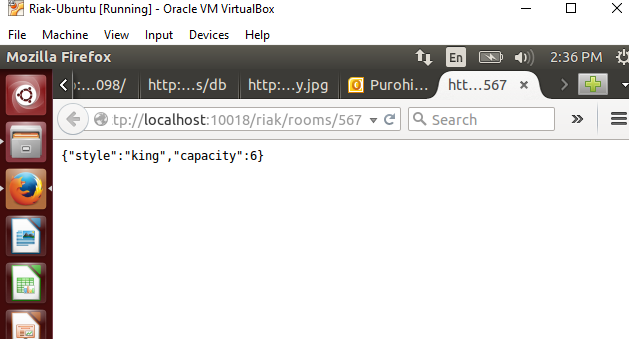 Riak-Ubuntu [Running] - Oracle VM VirtualBox
File Machine View Input Devices Help
Mozilla Firefox En 2:36 PM
p:...098/ http:...s/db http:...y.jpg Purohi htt...567
tp://localhost:10018/riak/rooms/567 Search
{"style":"king","capacity":6}